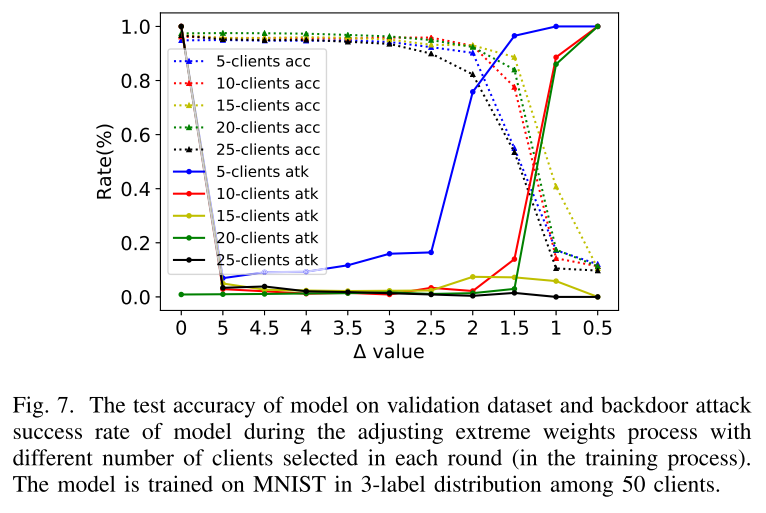 1.0
0.8
0.6
0.4
0.2
0.0
Rate(%)
5-clients acc
10-clients acc
15-clients acc
20-clients acc
25-clients acc
5-clients atk
10-clients atk
15-clients atk
20-clients atk
25-clients atk
0 5 4.5 4 3.5 3 2.5 2 1.5 1 0.5
Δ value
Fig. 7. The test accuracy of model on validation dataset and backdoor attack
success rate of model during the adjusting extreme weights process with
different number of clients selected in each round (in the training process).
The model is trained on MNIST in 3-label distribution among 50 clients.